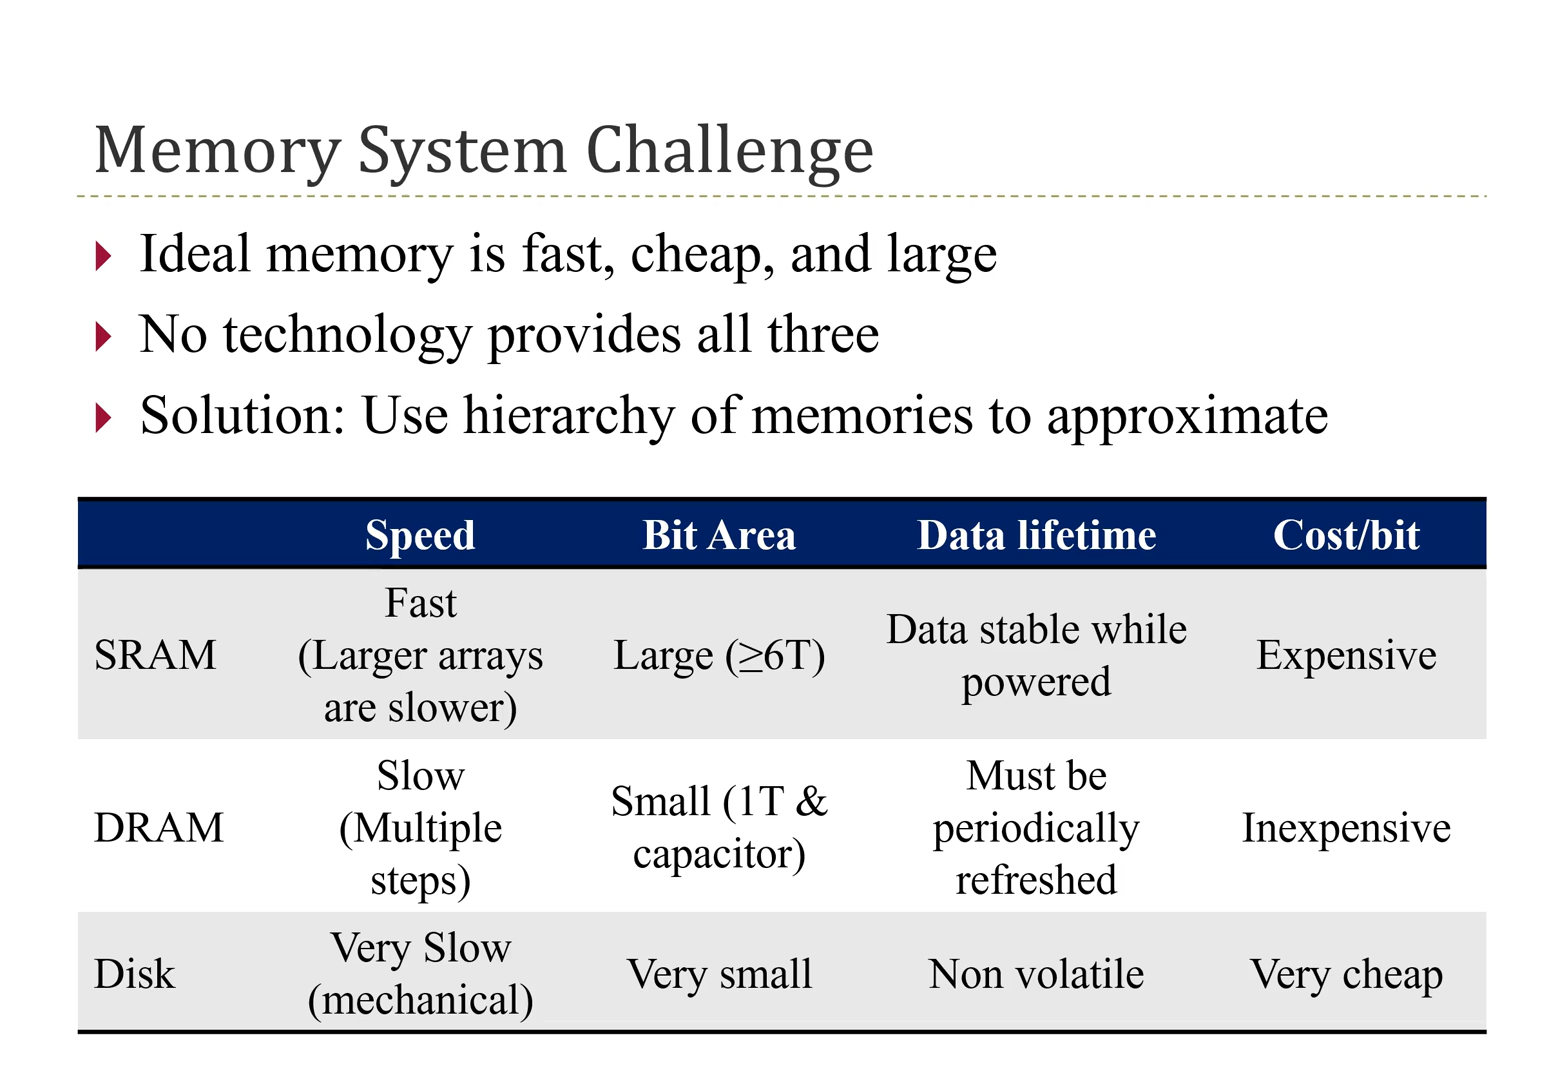 Memory System Challenge
Ideal memory is fast, cheap, and large
No technology provides all three
Solution: Use hierarchy of memories to approximate
Speed Bit Area Data lifetime Cost/bit
SRAM Fast (Larger arrays are slower) Large (≥6T) Data stable while powered Expensive
DRAM Slow (Multiple steps) Small (1T & capacitor) Must be periodically refreshed Inexpensive
Disk Very Slow (mechanical) Very small Non volatile Very cheap